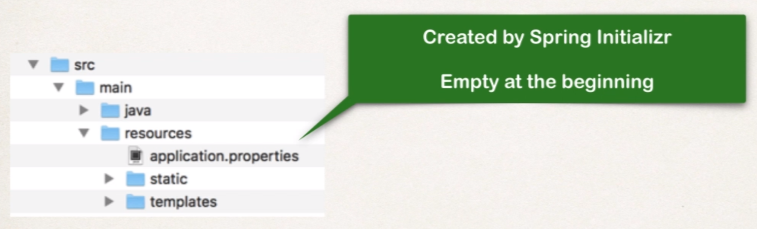 Created by Spring Initializr
Empty at the beginning
src
main
java
resources
application.properties
static
templates